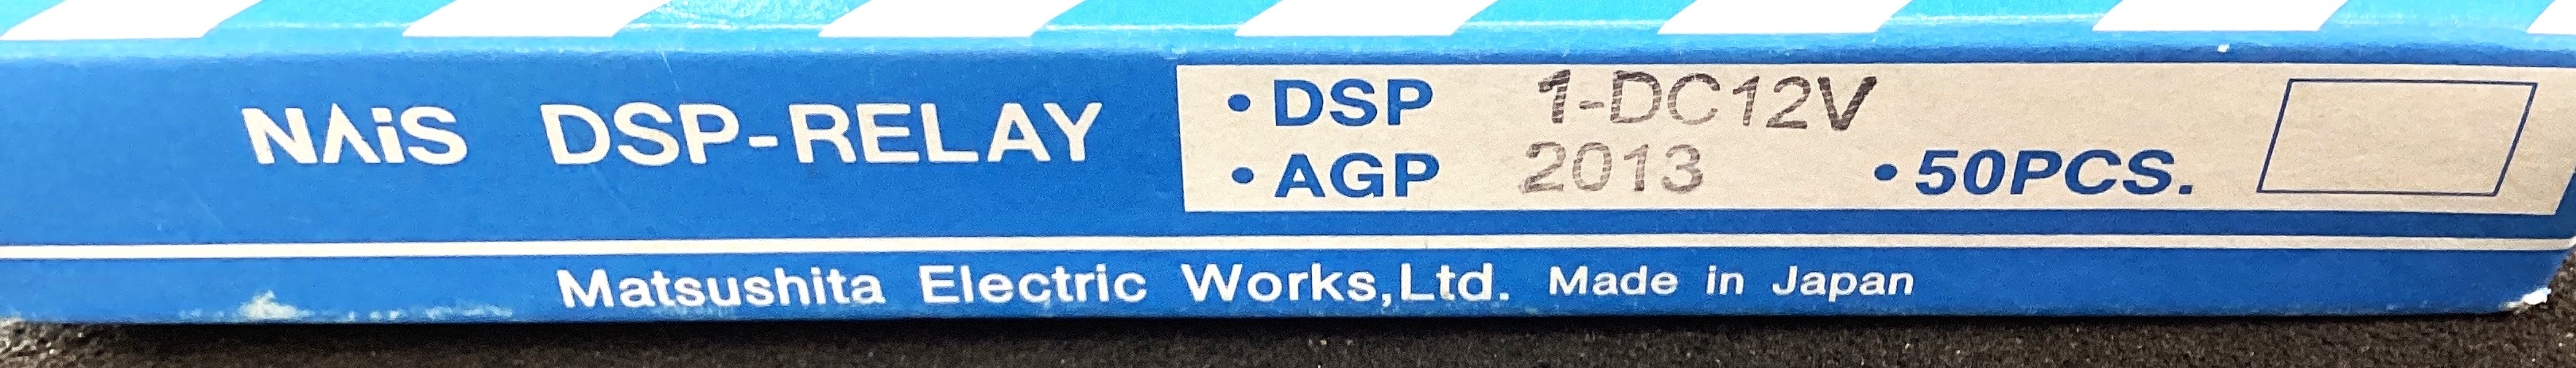 NAiS DSP-RELAY
• DSP 1-DC12V
• AGP 2013 • 50PCS.
Matsushita Electric Works,Ltd. Made in Japan